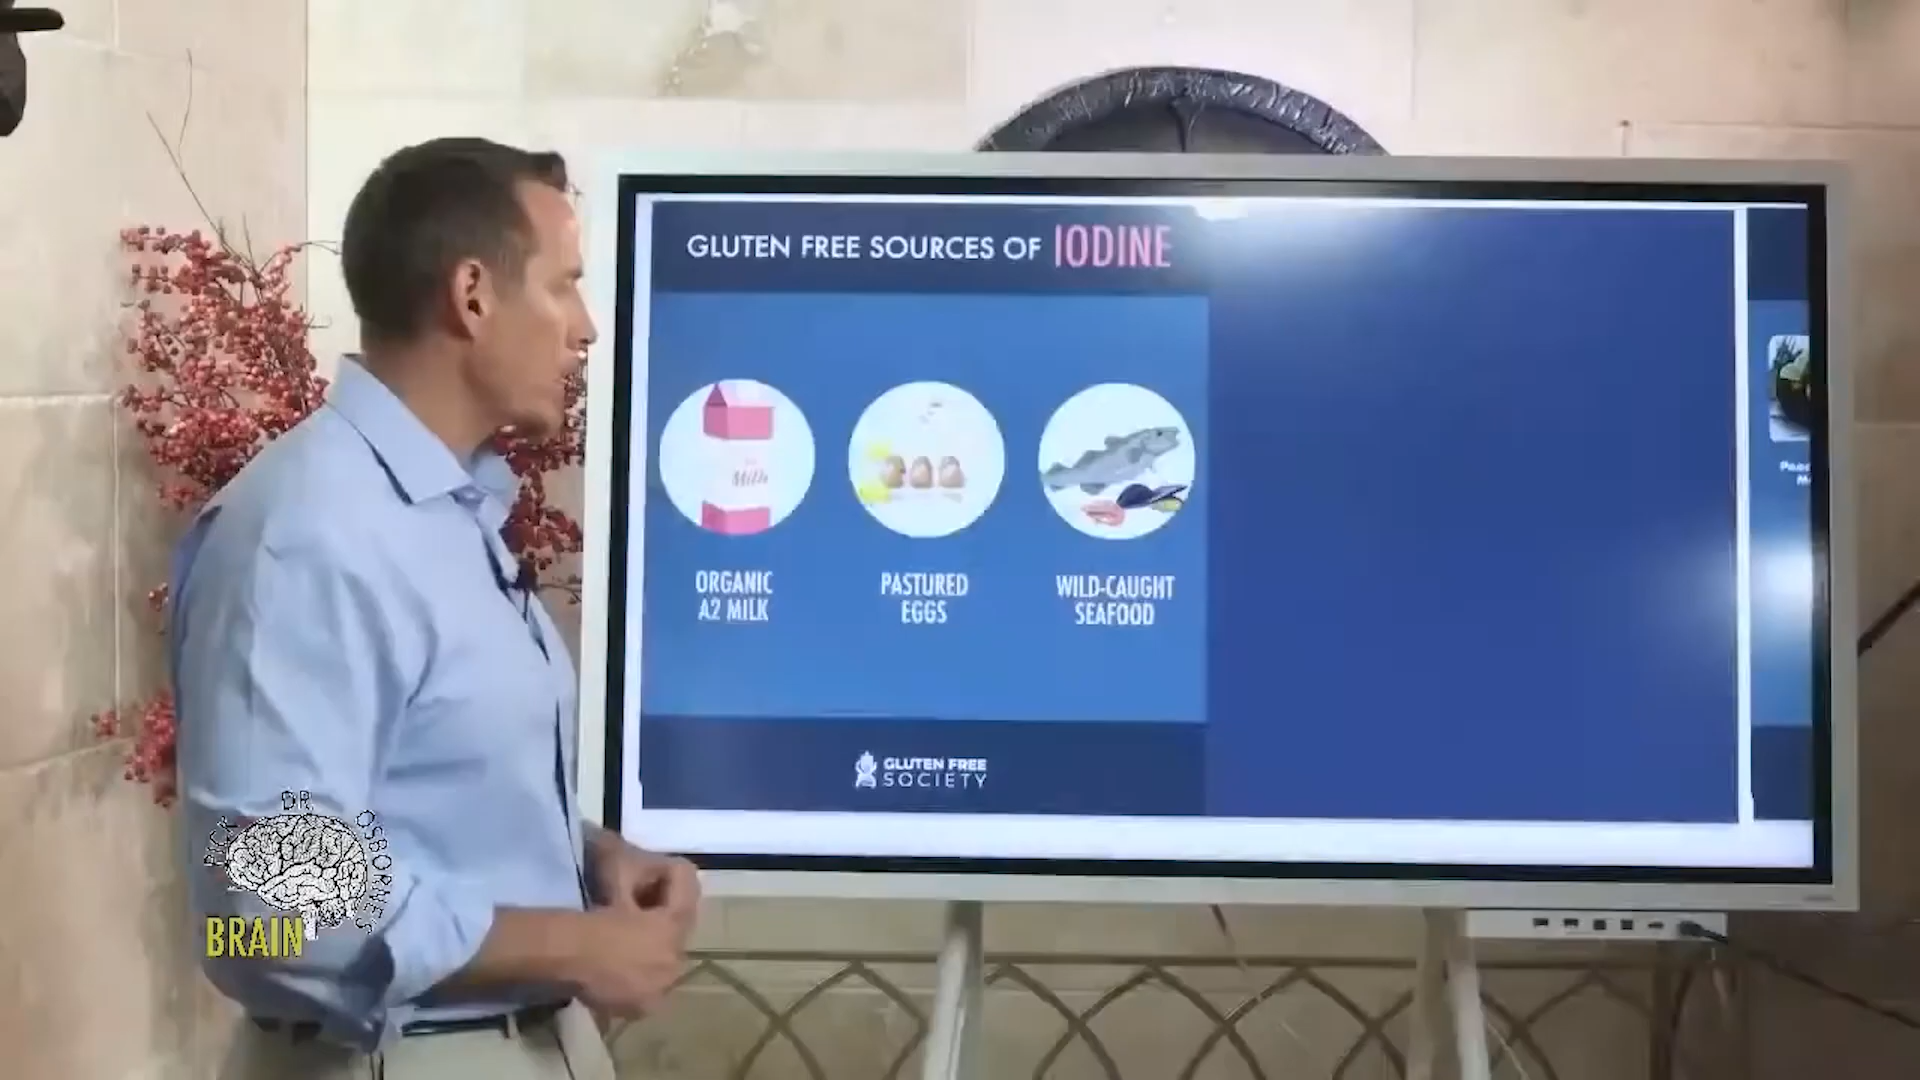 GLUTEN FREE SOURCES OF IODINE
Milk
ORGANIC
A2 MILK
PASTURED
EGGS
WILD-CAUGHT
SEAFOOD
GLUTEN FREE
SOCIETY
PICK DR. OSBORNE'S
BRAIN